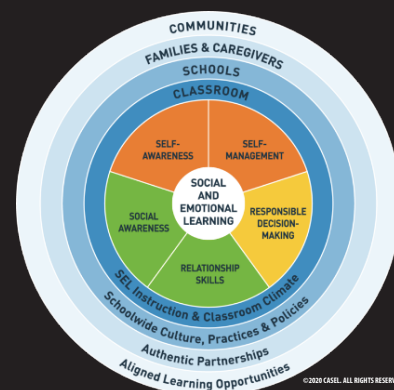 COMMUNITIES
FAMILIES & CAREGIVERS
SCHOOLS
CLASSROOM
SELF-
AWARENESS
SELF-
MANAGEMENT
SOCIAL
AND
EMOTIONAL
LEARNING
SOCIAL
AWARENESS
RESPONSIBLE
DECISION-
MAKING
RELATIONSHIP
SKILLS
SEL Instruction & Classroom Climate
Schoolwide Culture, Practices & Policies
Authentic Partnerships
Aligned Learning Opportunities
©2020 CASEL. ALL RIGHTS RESERV